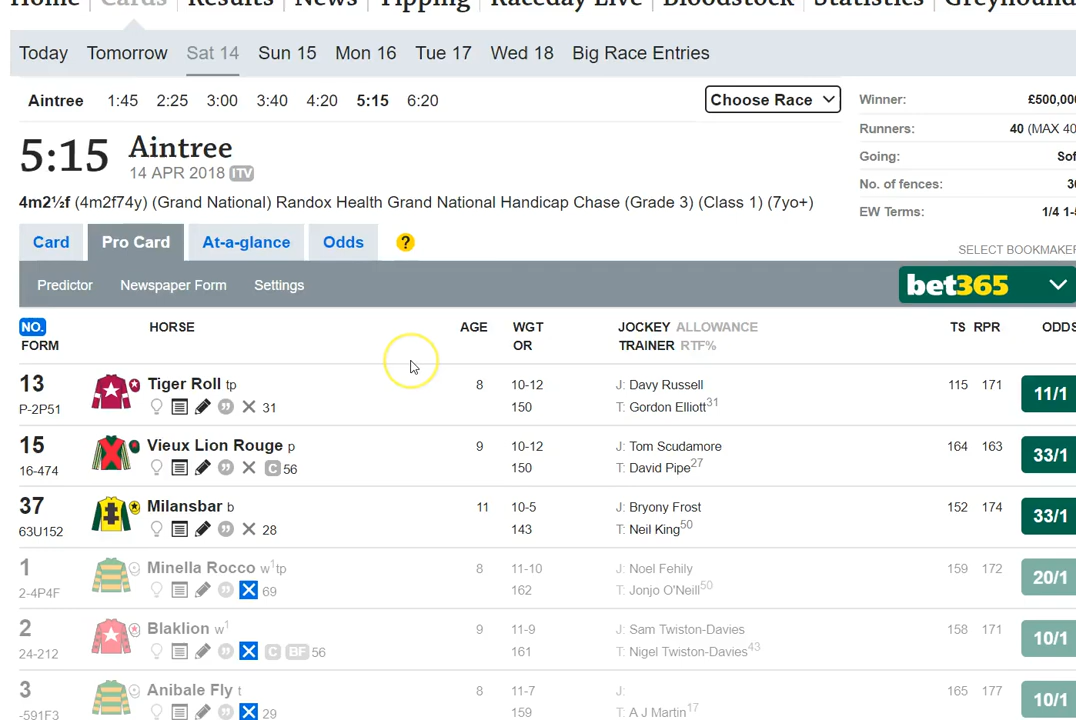 Home | Cards | Results | News | Tipping | Raceday Live | Bloodstock | Statistics | Greyhound
Today Tomorrow Sat 14 Sun 15 Mon 16 Tue 17 Wed 18 Big Race Entries
Aintree 1:45 2:25 3:00 3:40 4:20 5:15 6:20 Choose Race
Winner: £500,000
Runners: 40 (MAX 40
Going: Sof
No. of fences: 30
EW Terms: 1/4 1-5
5:15 Aintree
14 APR 2018 ITV
4m2½f (4m2f74y) (Grand National) Randox Health Grand National Handicap Chase (Grade 3) (Class 1) (7yo+)
Card Pro Card At-a-glance Odds ?
SELECT BOOKMAKER
Predictor Newspaper Form Settings bet365
NO. HORSE AGE WGT JOCKEY ALLOWANCE TS RPR ODDS
FORM OR TRAINER RTF%
13 Tiger Roll tp 8 10-12 J: Davy Russell 115 171 11/1
P-2P51 31 150 T: Gordon Elliott31
15 Vieux Lion Rouge p 9 10-12 J: Tom Scudamore 164 163 33/1
16-474 C 56 150 T: David Pipe27
37 Milansbar b 11 10-5 J: Bryony Frost 152 174 33/1
63U152 28 143 T: Neil King50
1 Minella Rocco w1tp 8 11-10 J: Noel Fehily 159 172 20/1
2-4P4F 69 162 T: Jonjo O'Neill50
2 Blaklion w1 9 11-9 J: Sam Twiston-Davies 158 171 10/1
24-212 C BF 56 161 T: Nigel Twiston-Davies43
3 Anibale Fly t 8 11-7 J: 165 177 10/1
-591F3 29 159 T: A J Martin17